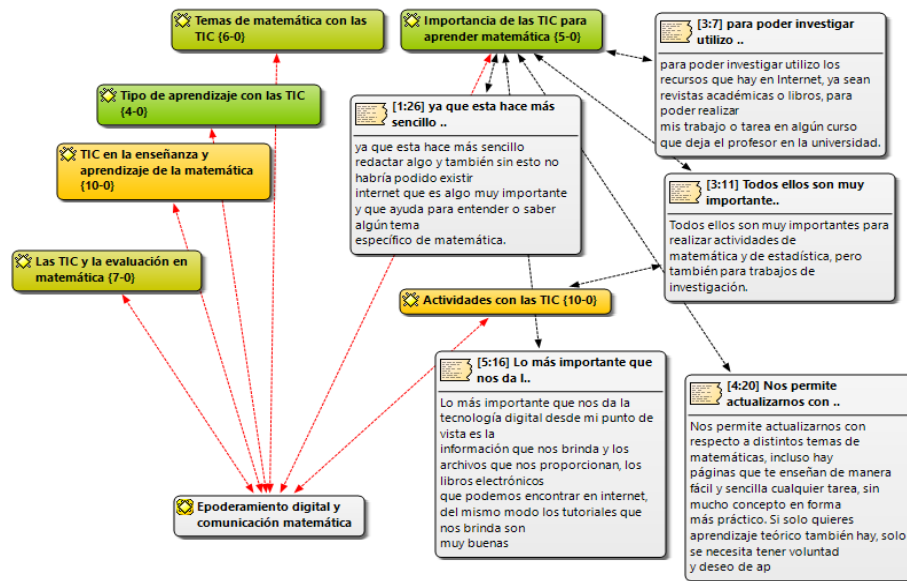 Temas de matemática con las
TIC {6-0}
Importancia de las TIC para
aprender matemática {5-0}
[3:7] para poder investigar
utilizo ..
para poder investigar utilizo los
recursos que hay en Internet, ya sean
revistas académicas o libros, para
poder realizar
mis trabajo o tarea en algún curso
que deja el profesor en la universidad.
Tipo de aprendizaje con las TIC
{4-0}
[1:26] ya que esta hace más
sencillo ..
ya que esta hace más sencillo
redactar algo y también sin esto no
habría podido existir
internet que es algo muy importante
y que ayuda para entender o saber
algún tema
específico de matemática.
TIC en la enseñanza y
aprendizaje de la matemática
{10-0}
[3:11] Todos ellos son muy
importante..
Todos ellos son muy importantes para
realizar actividades de
matemática y de estadística, pero
también para trabajos de
investigación.
Las TIC y la evaluación en
matemática {7-0}
Actividades con las TIC {10-0}
[5:16] Lo más importante que
nos da l..
Lo más importante que nos da la
tecnología digital desde mi punto de
vista es la
información que nos brinda y los
archivos que nos proporcionan, los
libros electrónicos
que podemos encontrar en internet,
del mismo modo los tutoriales que
nos brinda son
muy buenas
[4:20] Nos permite
actualizarnos con ..
Nos permite actualizarnos con
respecto a distintos temas de
matemáticas, incluso hay
páginas que te enseñan de manera
fácil y sencilla cualquier tarea, sin
mucho concepto en forma
más práctico. Si solo quieres
aprendizaje teórico también hay, solo
se necesita tener voluntad
y deseo de ap
Epoderamiento digital y
comunicación matemática